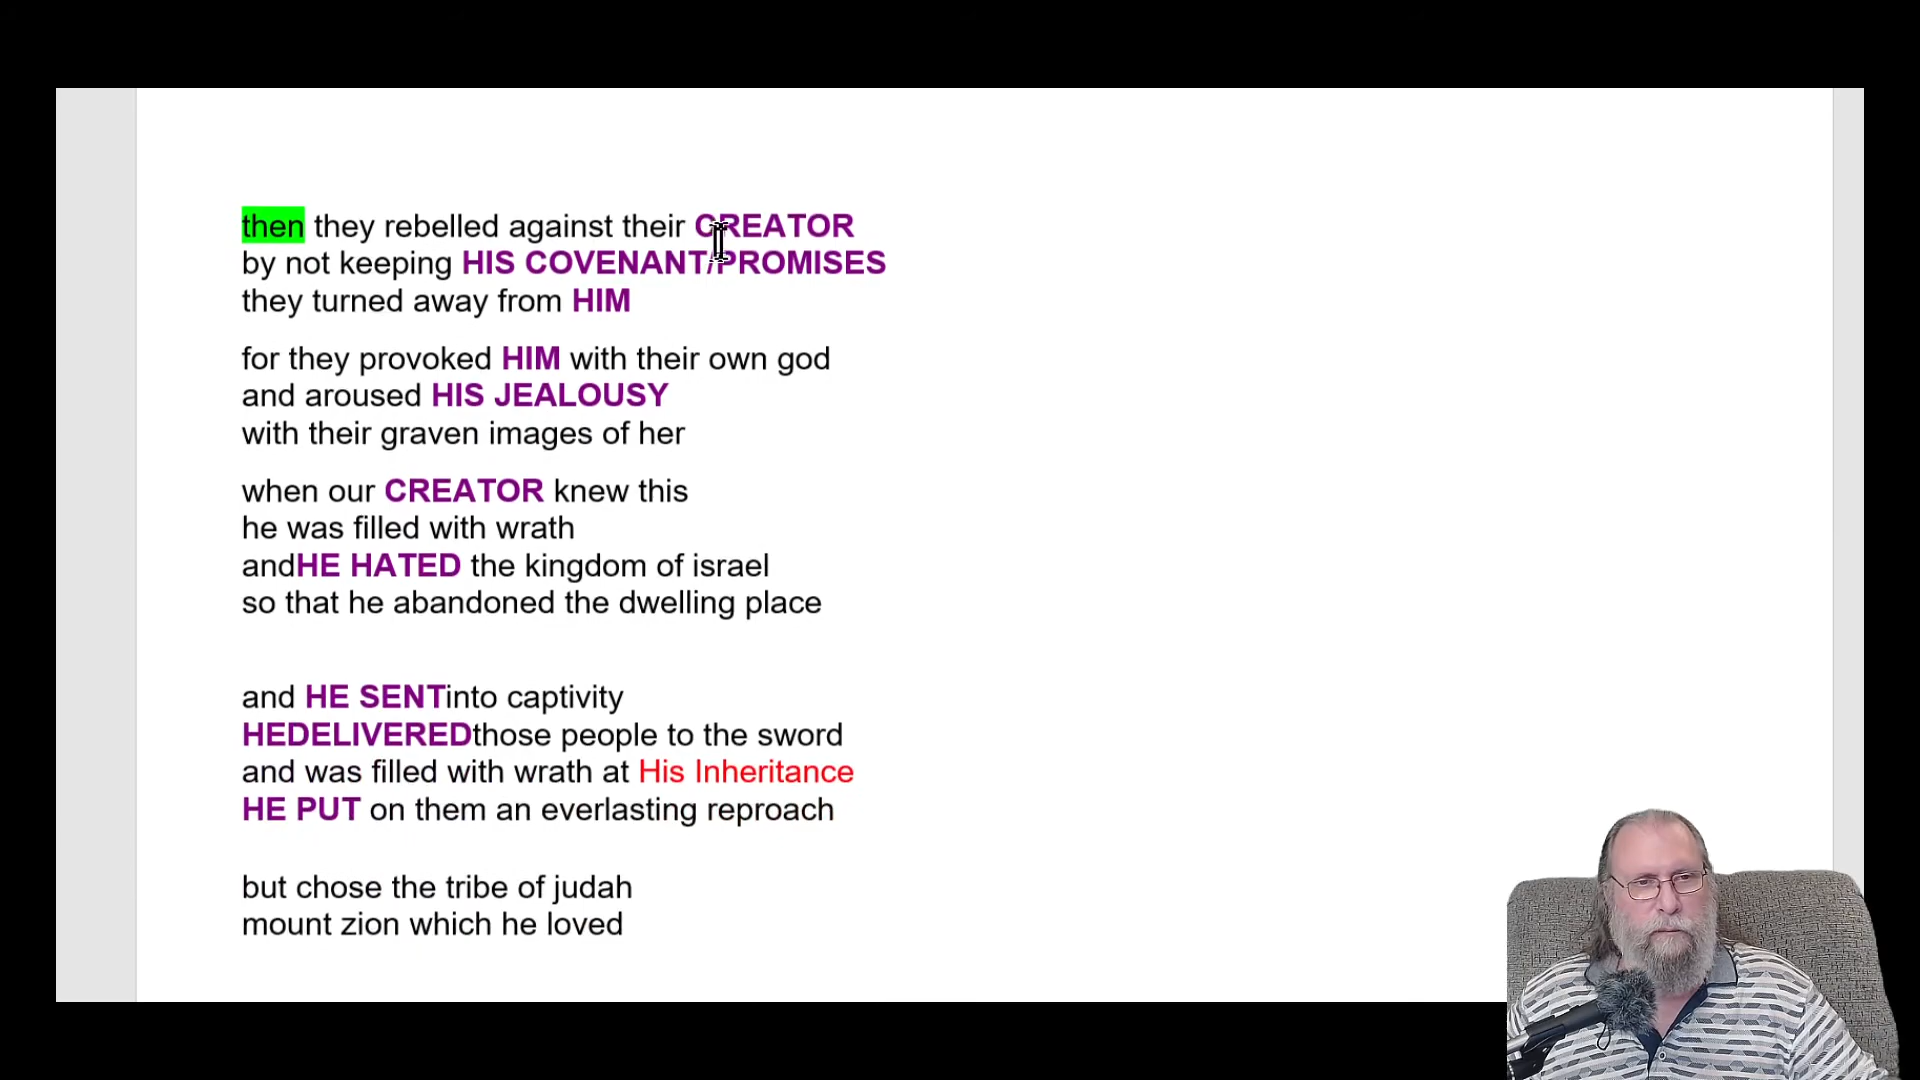 then they rebelled against their CREATOR
by not keeping HIS COVENANT/PROMISES
they turned away from HIM
for they provoked HIM with their own god
and aroused HIS JEALOUSY
with their graven images of her
when our CREATOR knew this
he was filled with wrath
andHE HATED the kingdom of israel
so that he abandoned the dwelling place
and HE SENTinto captivity
HEDELIVEREDthose people to the sword
and was filled with wrath at His Inheritance
HE PUT on them an everlasting reproach
but chose the tribe of judah
mount zion which he loved